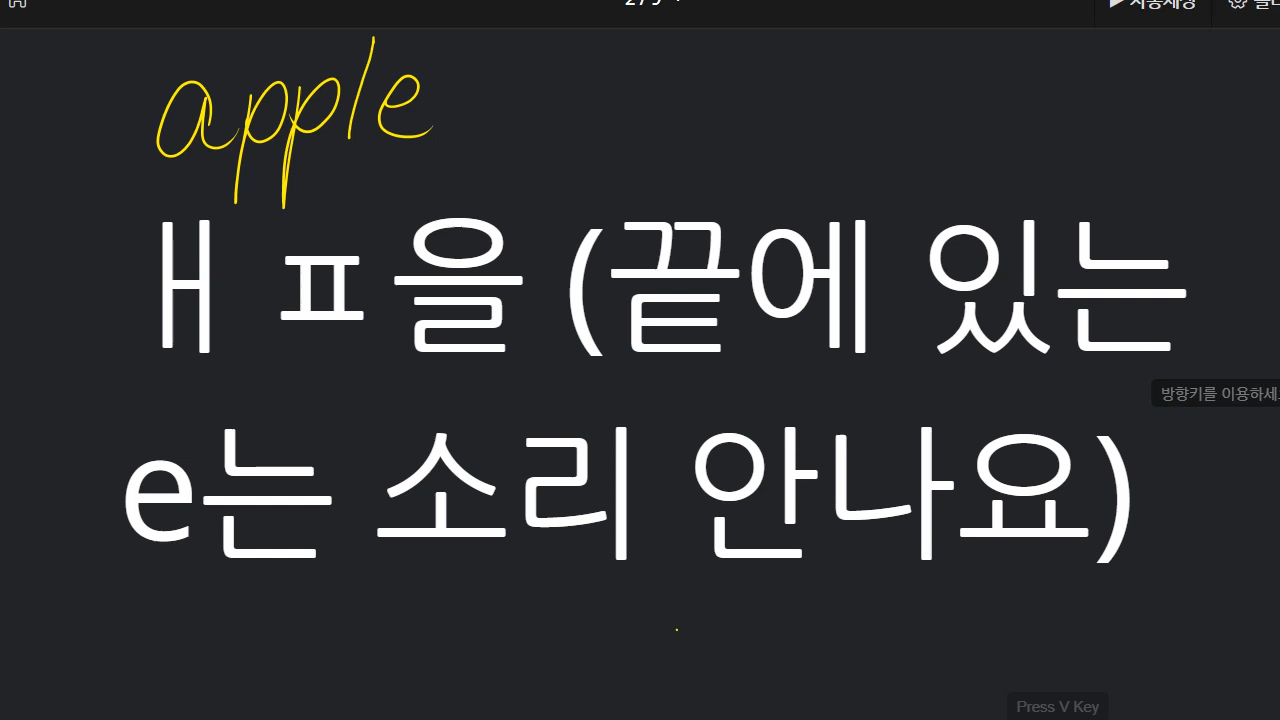 apple
ㅐ ㅍ을 (끝에 있는
방향키를 이용하세
e는 소리 안나요)
Press V Key